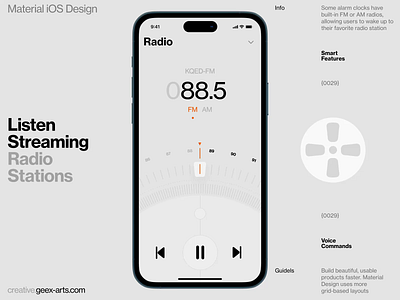 Material iOS Design
Info
Some alarm clocks have
built-in FM or AM radios,
allowing users to wake up to
their favorite radio station
9:41
Radio
Smart
Features
KQED-FM
088.5
FM AM
(0029)
Listen
Streaming
Radio
Stations
88
89
90
91
(0029)
Voice
Commands
Guidels
Build beautiful, usable
products faster. Material
Design uses more
grid-based layouts
creative.geex-arts.com